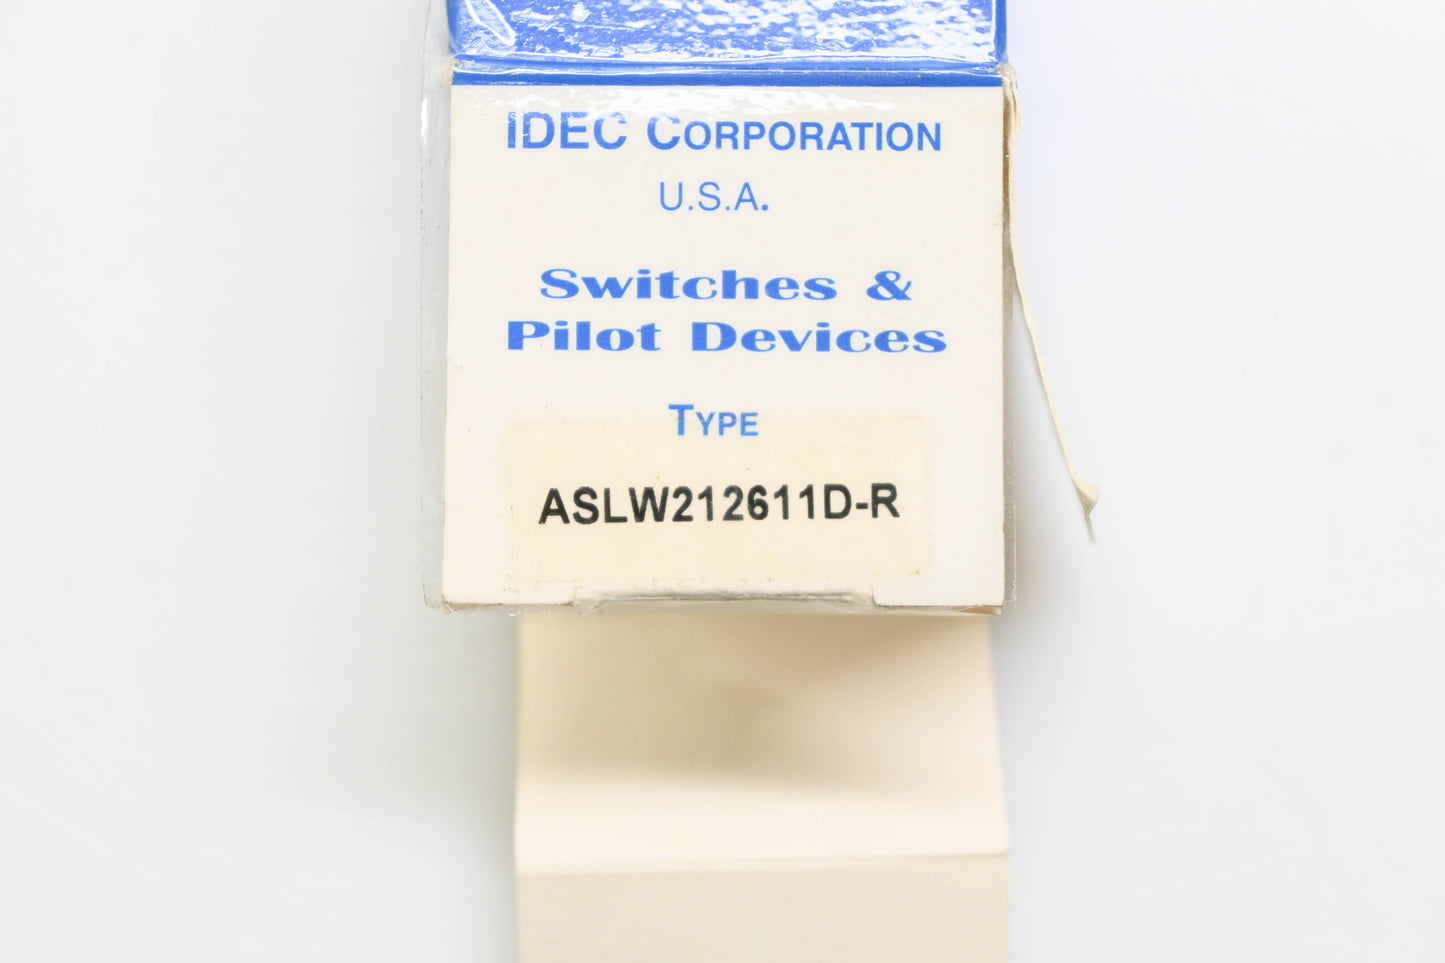 IDEC CORPORATION
U.S.A.
Switches &
Pilot Devices
TYPE
ASLW212611D-R